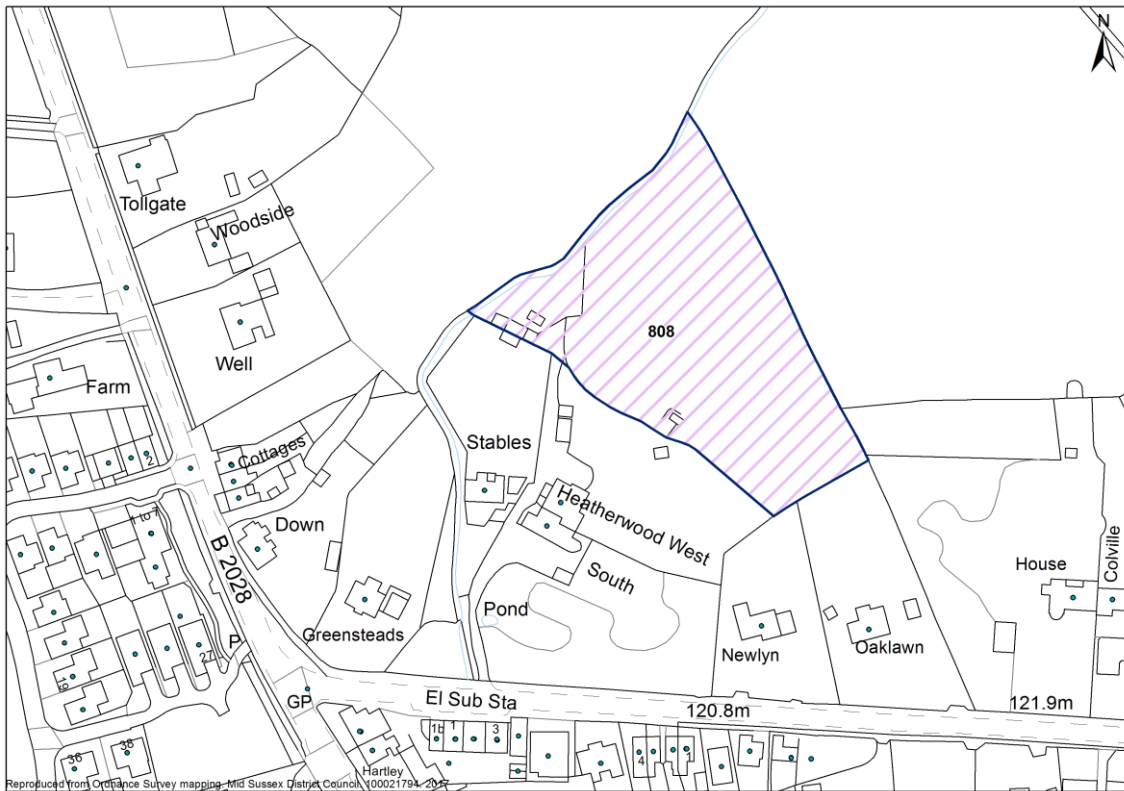 N
Tollgate
Woodside
Well
808
Farm
2
Cottages
Stables
1 to 7
Down
Heatherwood West
B 2028
House
Colville
South
Pond
Greensteads
P
27
19
Newlyn
Oaklawn
GP
El Sub Sta
120.8m
121.9m
1b
1
3
36
38
4
1
Hartley
Reproduced from Ordnance Survey mapping. Mid Sussex District Council. 100021794. 2017